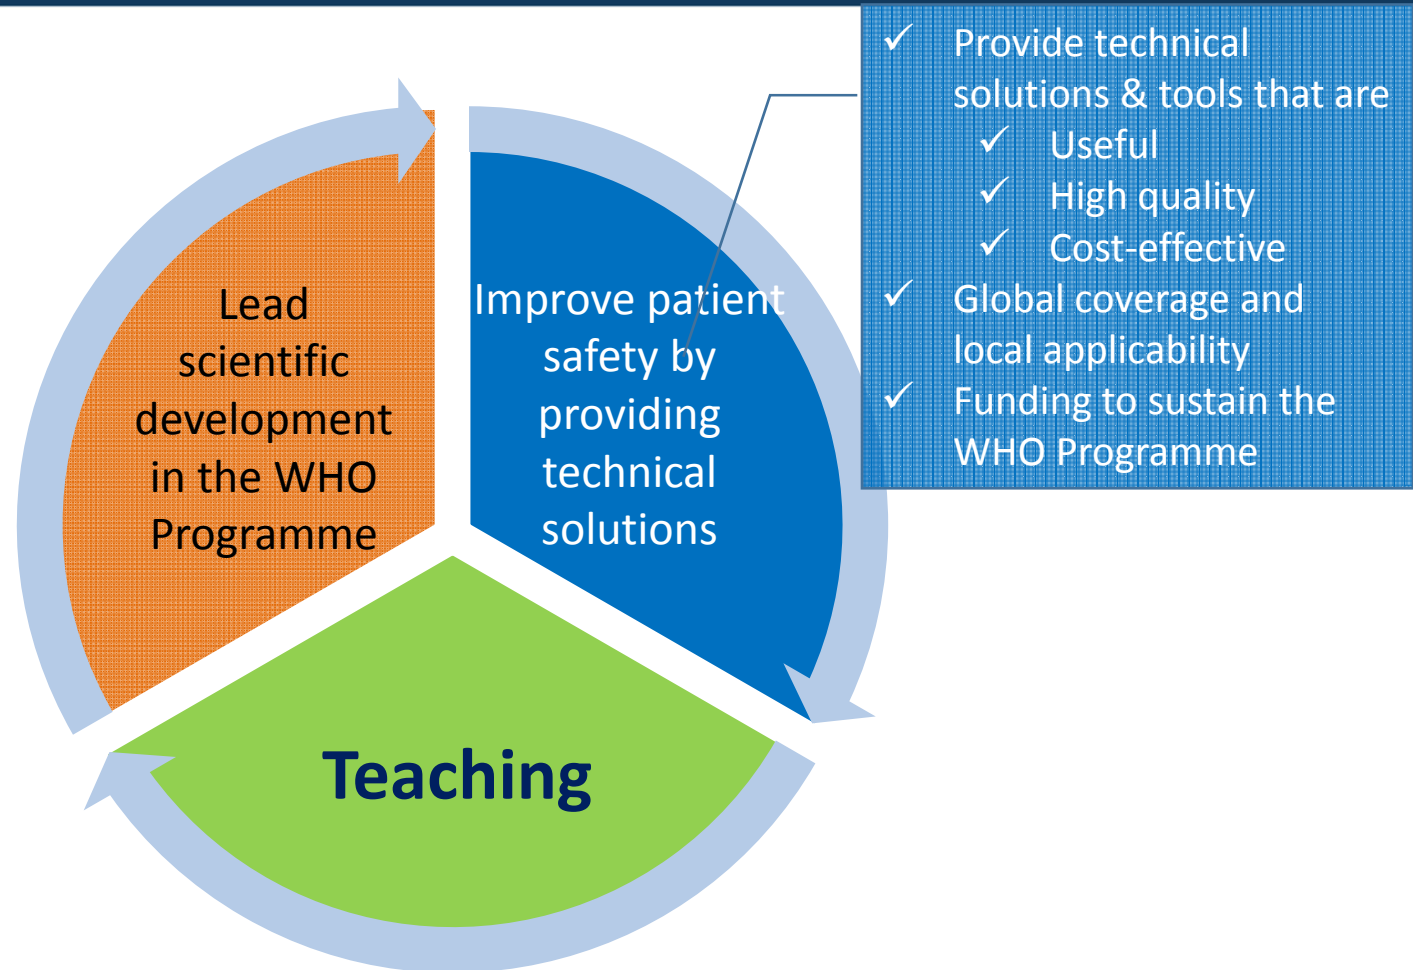 Lead
scientific
development
in the WHO
Programme
Improve patient
safety by
providing
technical
solutions
Teaching
✓ Provide technical
solutions & tools that are
✓ Useful
✓ High quality
✓ Cost-effective
✓ Global coverage and
local applicability
✓ Funding to sustain the
WHO Programme